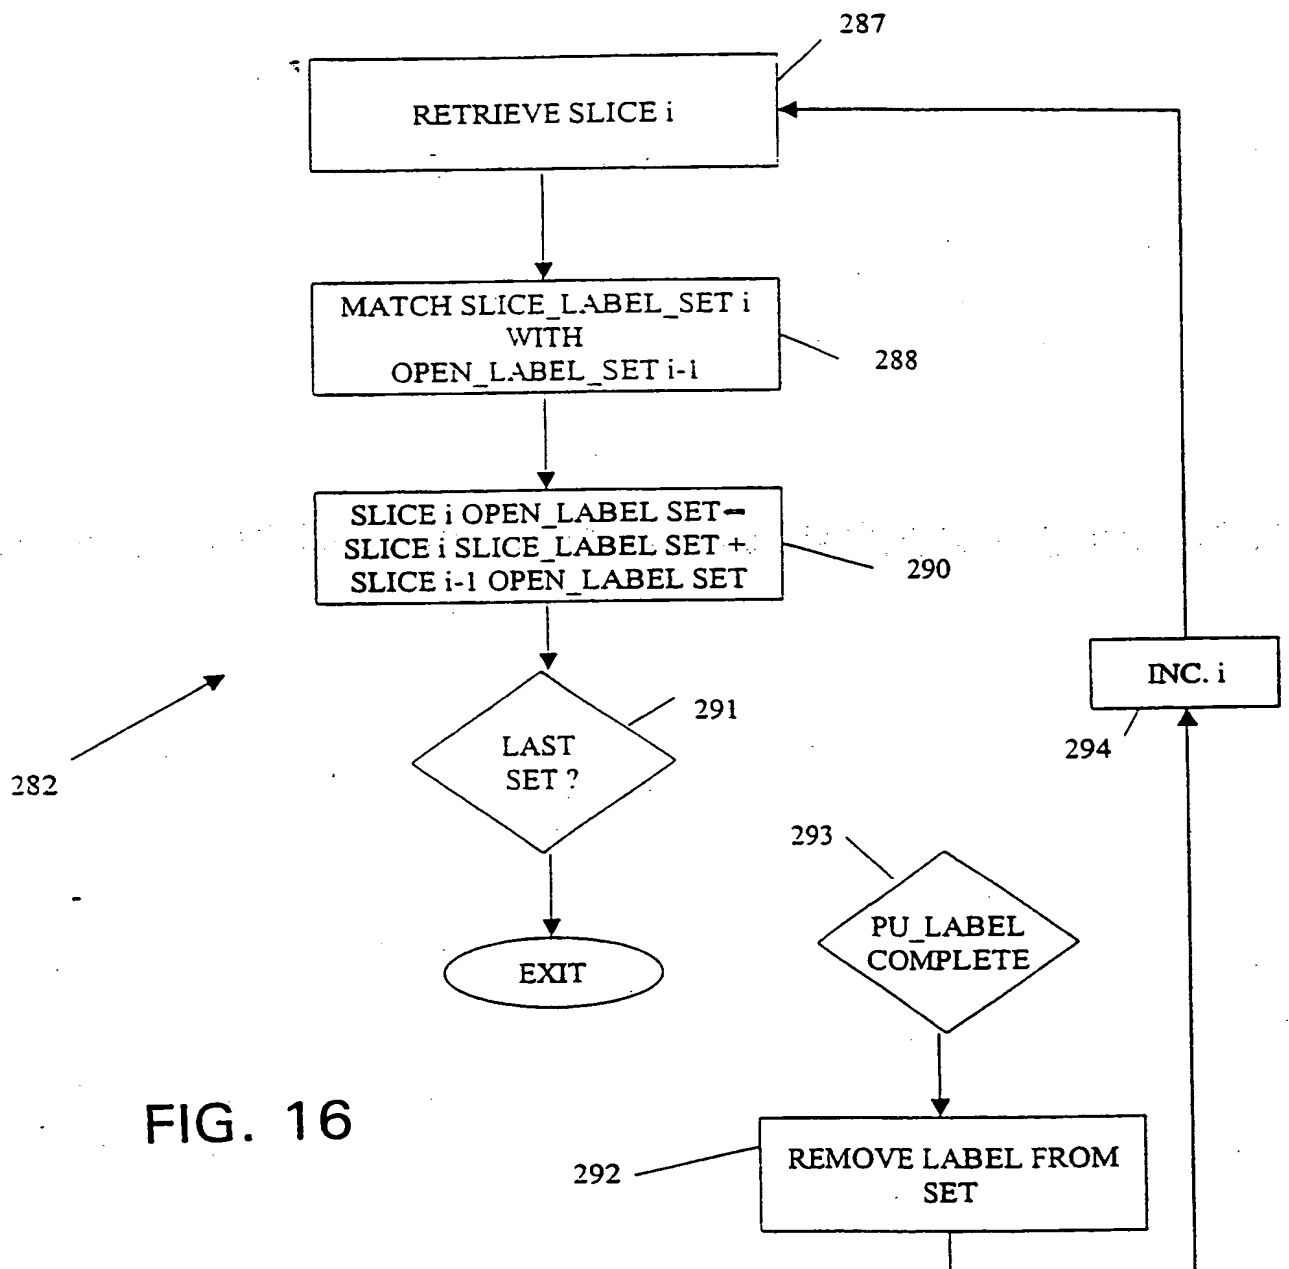 287
RETRIEVE SLICE i
MATCH SLICE_LABEL_SET i
WITH
OPEN_LABEL_SET i-1
288
SLICE i OPEN_LABEL SET=
SLICE i SLICE_LABEL SET +
SLICE i-1 OPEN_LABEL SET
290
INC. i
294
291
LAST
SET ?
282
293
PU_LABEL
COMPLETE
EXIT
FIG. 16
292
REMOVE LABEL FROM
SET